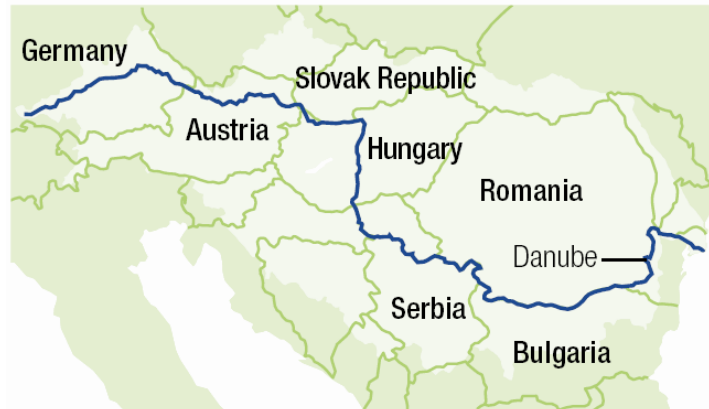 Germany
Slovak Republic
Austria
Hungary
Romania
Danube
Serbia
Bulgaria